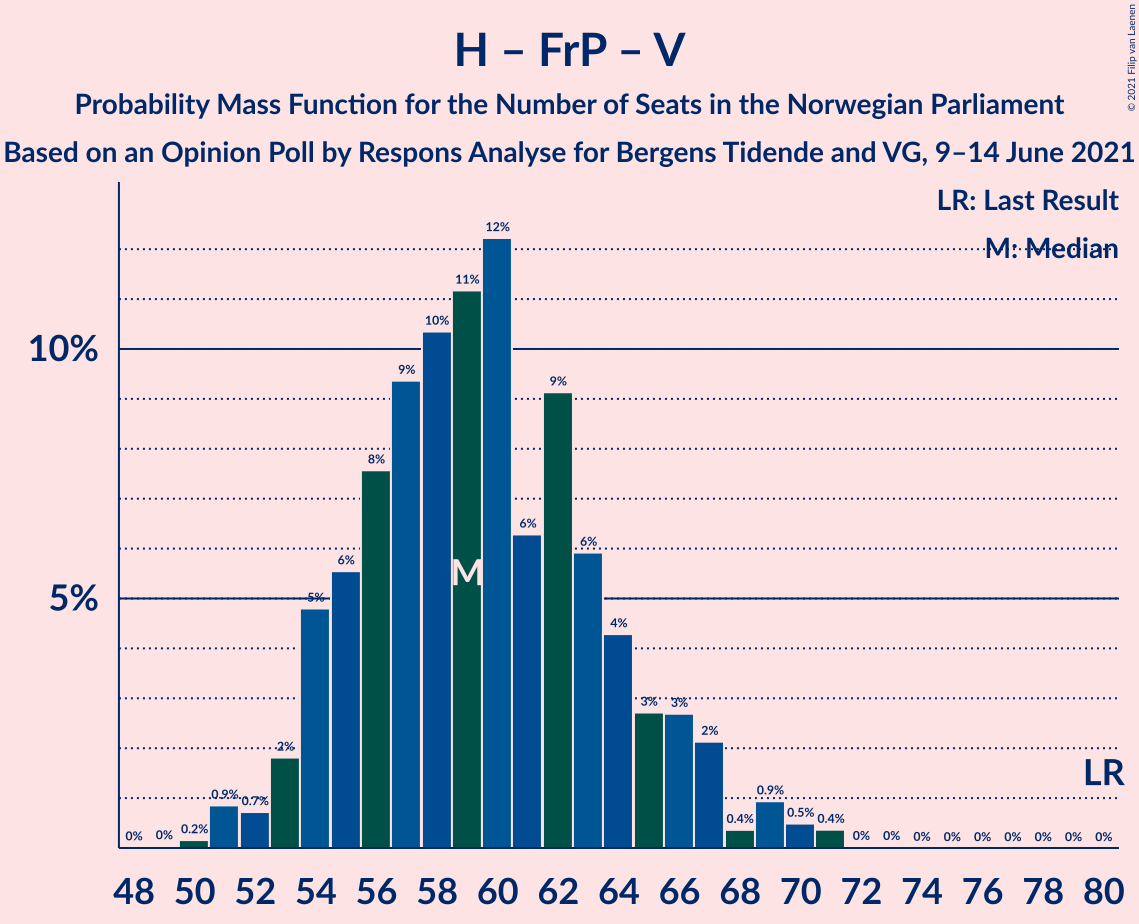 H – FrP – V
Probability Mass Function for the Number of Seats in the Norwegian Parliament
Based on an Opinion Poll by Respons Analyse for Bergens Tidende and VG, 9–14 June 2021
© 2021 Filip van Laenen
LR: Last Result
M: Median
10%
5%
0% 0% 0.2% 0.9% 0.7% 2% 5% 6% 8% 9% 10% 11% 12% 6% 9% 6% 4% 3% 3% 2% 0.4% 0.9% 0.5% 0.4% 0% 0% 0% 0% 0% 0% 0% 0% 0%
M
LR
48 50 52 54 56 58 60 62 64 66 68 70 72 74 76 78 80